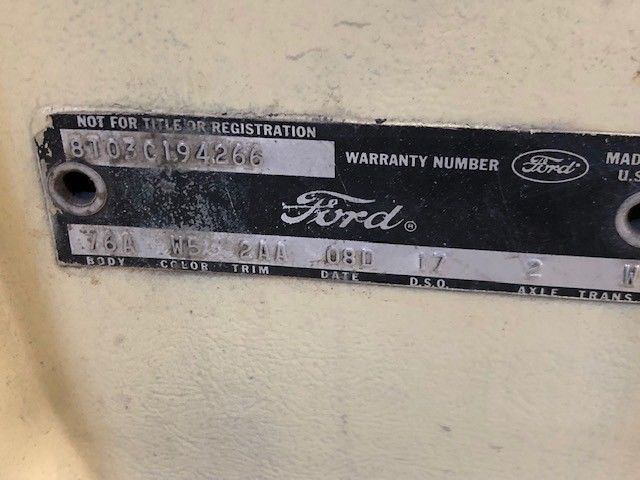 NOT FOR TITLE OR REGISTRATION
8T03C194266 WARRANTY NUMBER Ford MAD
U.S
Ford ®
76A 2AA 08D 17 2 W
BODY COLOR TRIM DATE D.S.O. AXLE TRANS